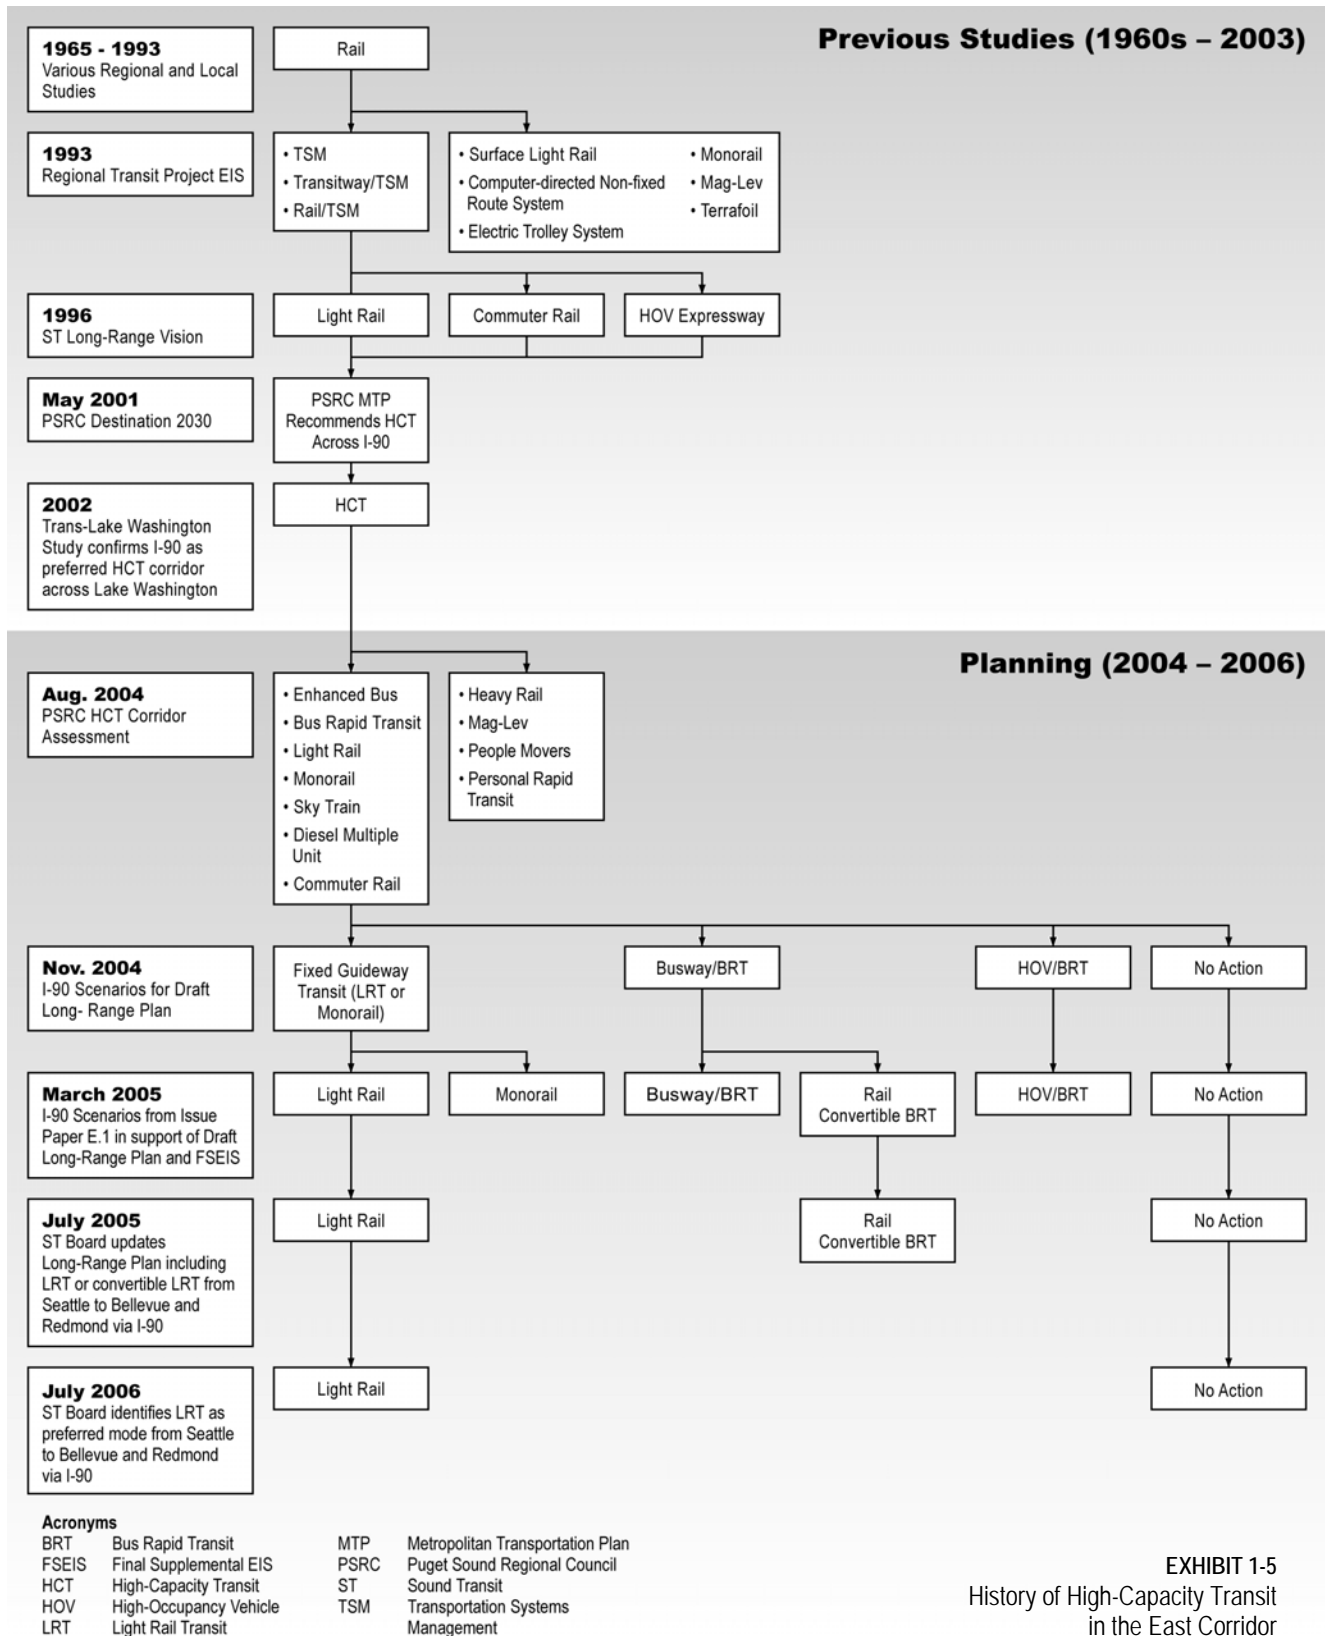 Previous Studies (1960s – 2003)
1965 - 1993
Various Regional and Local
Studies
Rail
1993
Regional Transit Project EIS
• TSM
• Transitway/TSM
• Rail/TSM
• Surface Light Rail
• Computer-directed Non-fixed
Route System
• Electric Trolley System
• Monorail
• Mag-Lev
• Terrafoil
1996
ST Long-Range Vision
Light Rail
Commuter Rail
HOV Expressway
May 2001
PSRC Destination 2030
PSRC MTP
Recommends HCT
Across I-90
2002
Trans-Lake Washington
Study confirms I-90 as
preferred HCT corridor
across Lake Washington
HCT
Planning (2004 – 2006)
Aug. 2004
PSRC HCT Corridor
Assessment
• Enhanced Bus
• Bus Rapid Transit
• Light Rail
• Monorail
• Sky Train
• Diesel Multiple
Unit
• Commuter Rail
• Heavy Rail
• Mag-Lev
• People Movers
• Personal Rapid
Transit
Nov. 2004
I-90 Scenarios for Draft
Long- Range Plan
Fixed Guideway
Transit (LRT or
Monorail)
Busway/BRT
HOV/BRT
No Action
March 2005
I-90 Scenarios from Issue
Paper E.1 in support of Draft
Long-Range Plan and FSEIS
Light Rail
Monorail
Busway/BRT
Rail
Convertible BRT
HOV/BRT
No Action
July 2005
ST Board updates
Long-Range Plan including
LRT or convertible LRT from
Seattle to Bellevue and
Redmond via I-90
Light Rail
Rail
Convertible BRT
No Action
July 2006
ST Board identifies LRT as
preferred mode from Seattle
to Bellevue and Redmond
via I-90
Light Rail
No Action
Acronyms
BRT Bus Rapid Transit
FSEIS Final Supplemental EIS
HCT High-Capacity Transit
HOV High-Occupancy Vehicle
LRT Light Rail Transit
MTP Metropolitan Transportation Plan
PSRC Puget Sound Regional Council
ST Sound Transit
TSM Transportation Systems
Management
EXHIBIT 1-5
History of High-Capacity Transit
in the East Corridor